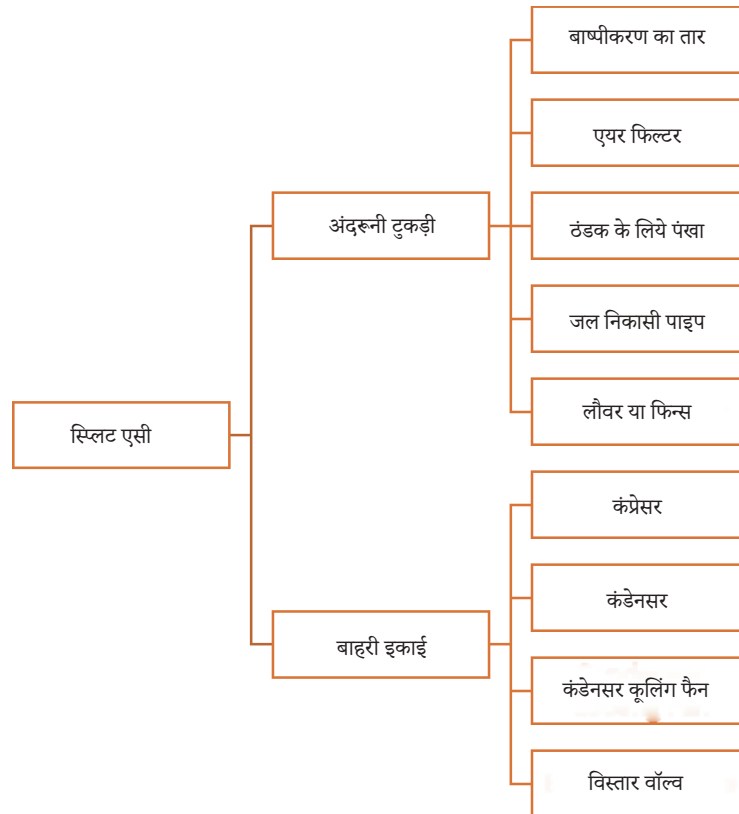 स्प्लिट एसी
अंदरूनी टुकड़ी
बाष्पीकरण का तार
एयर फिल्टर
ठंडक के लिये पंखा
जल निकासी पाइप
लौवर या फिन्स
बाहरी इकाई
कंप्रेसर
कंडेनसर
कंडेनसर कूलिंग फैन
विस्तार वॉल्व